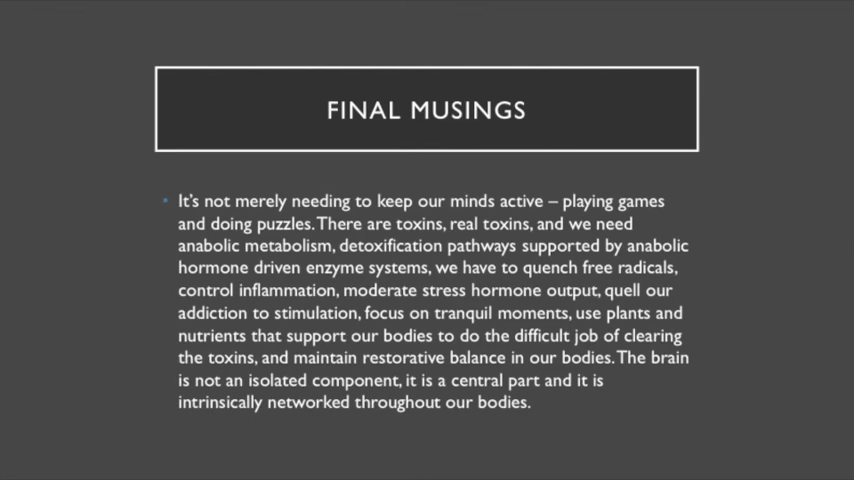 FINAL MUSINGS
• It's not merely needing to keep our minds active – playing games
and doing puzzles. There are toxins, real toxins, and we need
anabolic metabolism, detoxification pathways supported by anabolic
hormone driven enzyme systems, we have to quench free radicals,
control inflammation, moderate stress hormone output, quell our
addiction to stimulation, focus on tranquil moments, use plants and
nutrients that support our bodies to do the difficult job of clearing
the toxins, and maintain restorative balance in our bodies. The brain
is not an isolated component, it is a central part and it is
intrinsically networked throughout our bodies.